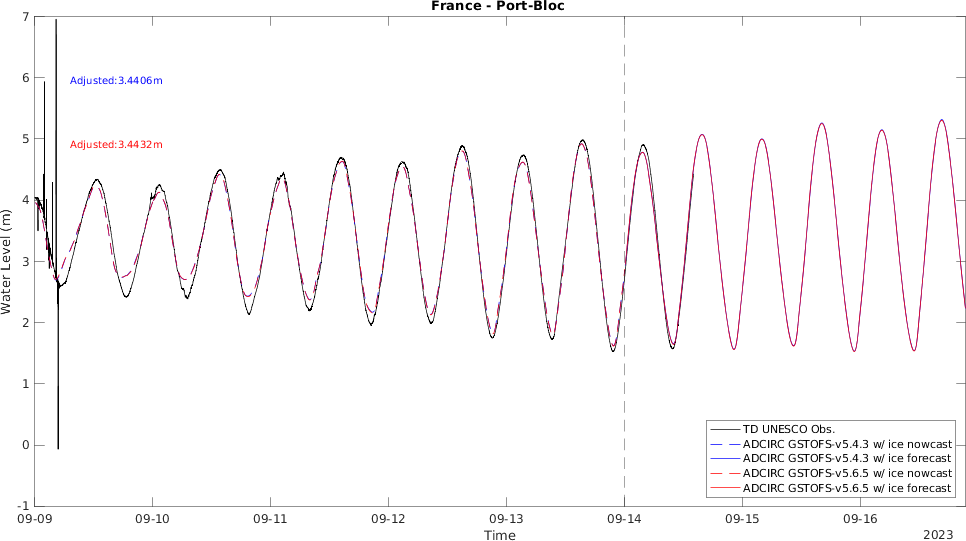 France - Port-Bloc
7
6
5
4
3
2
1
0
-1
Water Level (m)
Adjusted:3.4406m
Adjusted:3.4432m
TD UNESCO Obs.
ADCIRC GSTOFS-v5.4.3 w/ ice nowcast
ADCIRC GSTOFS-v5.4.3 w/ ice forecast
ADCIRC GSTOFS-v5.6.5 w/ ice nowcast
ADCIRC GSTOFS-v5.6.5 w/ ice forecast
09-09 09-10 09-11 09-12 09-13 09-14 09-15 09-16
Time
2023